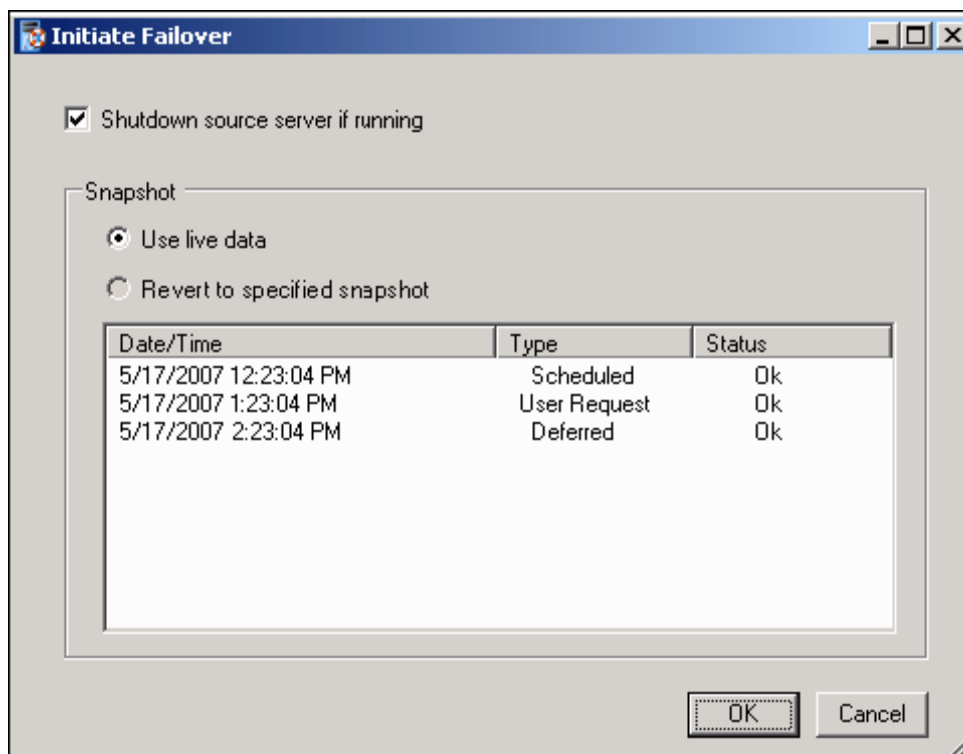 Initiate Failover
Shutdown source server if running
Snapshot
Use live data
Revert to specified snapshot
Date/Time Type Status
5/17/2007 12:23:04 PM Scheduled Ok
5/17/2007 1:23:04 PM User Request Ok
5/17/2007 2:23:04 PM Deferred Ok
OK Cancel